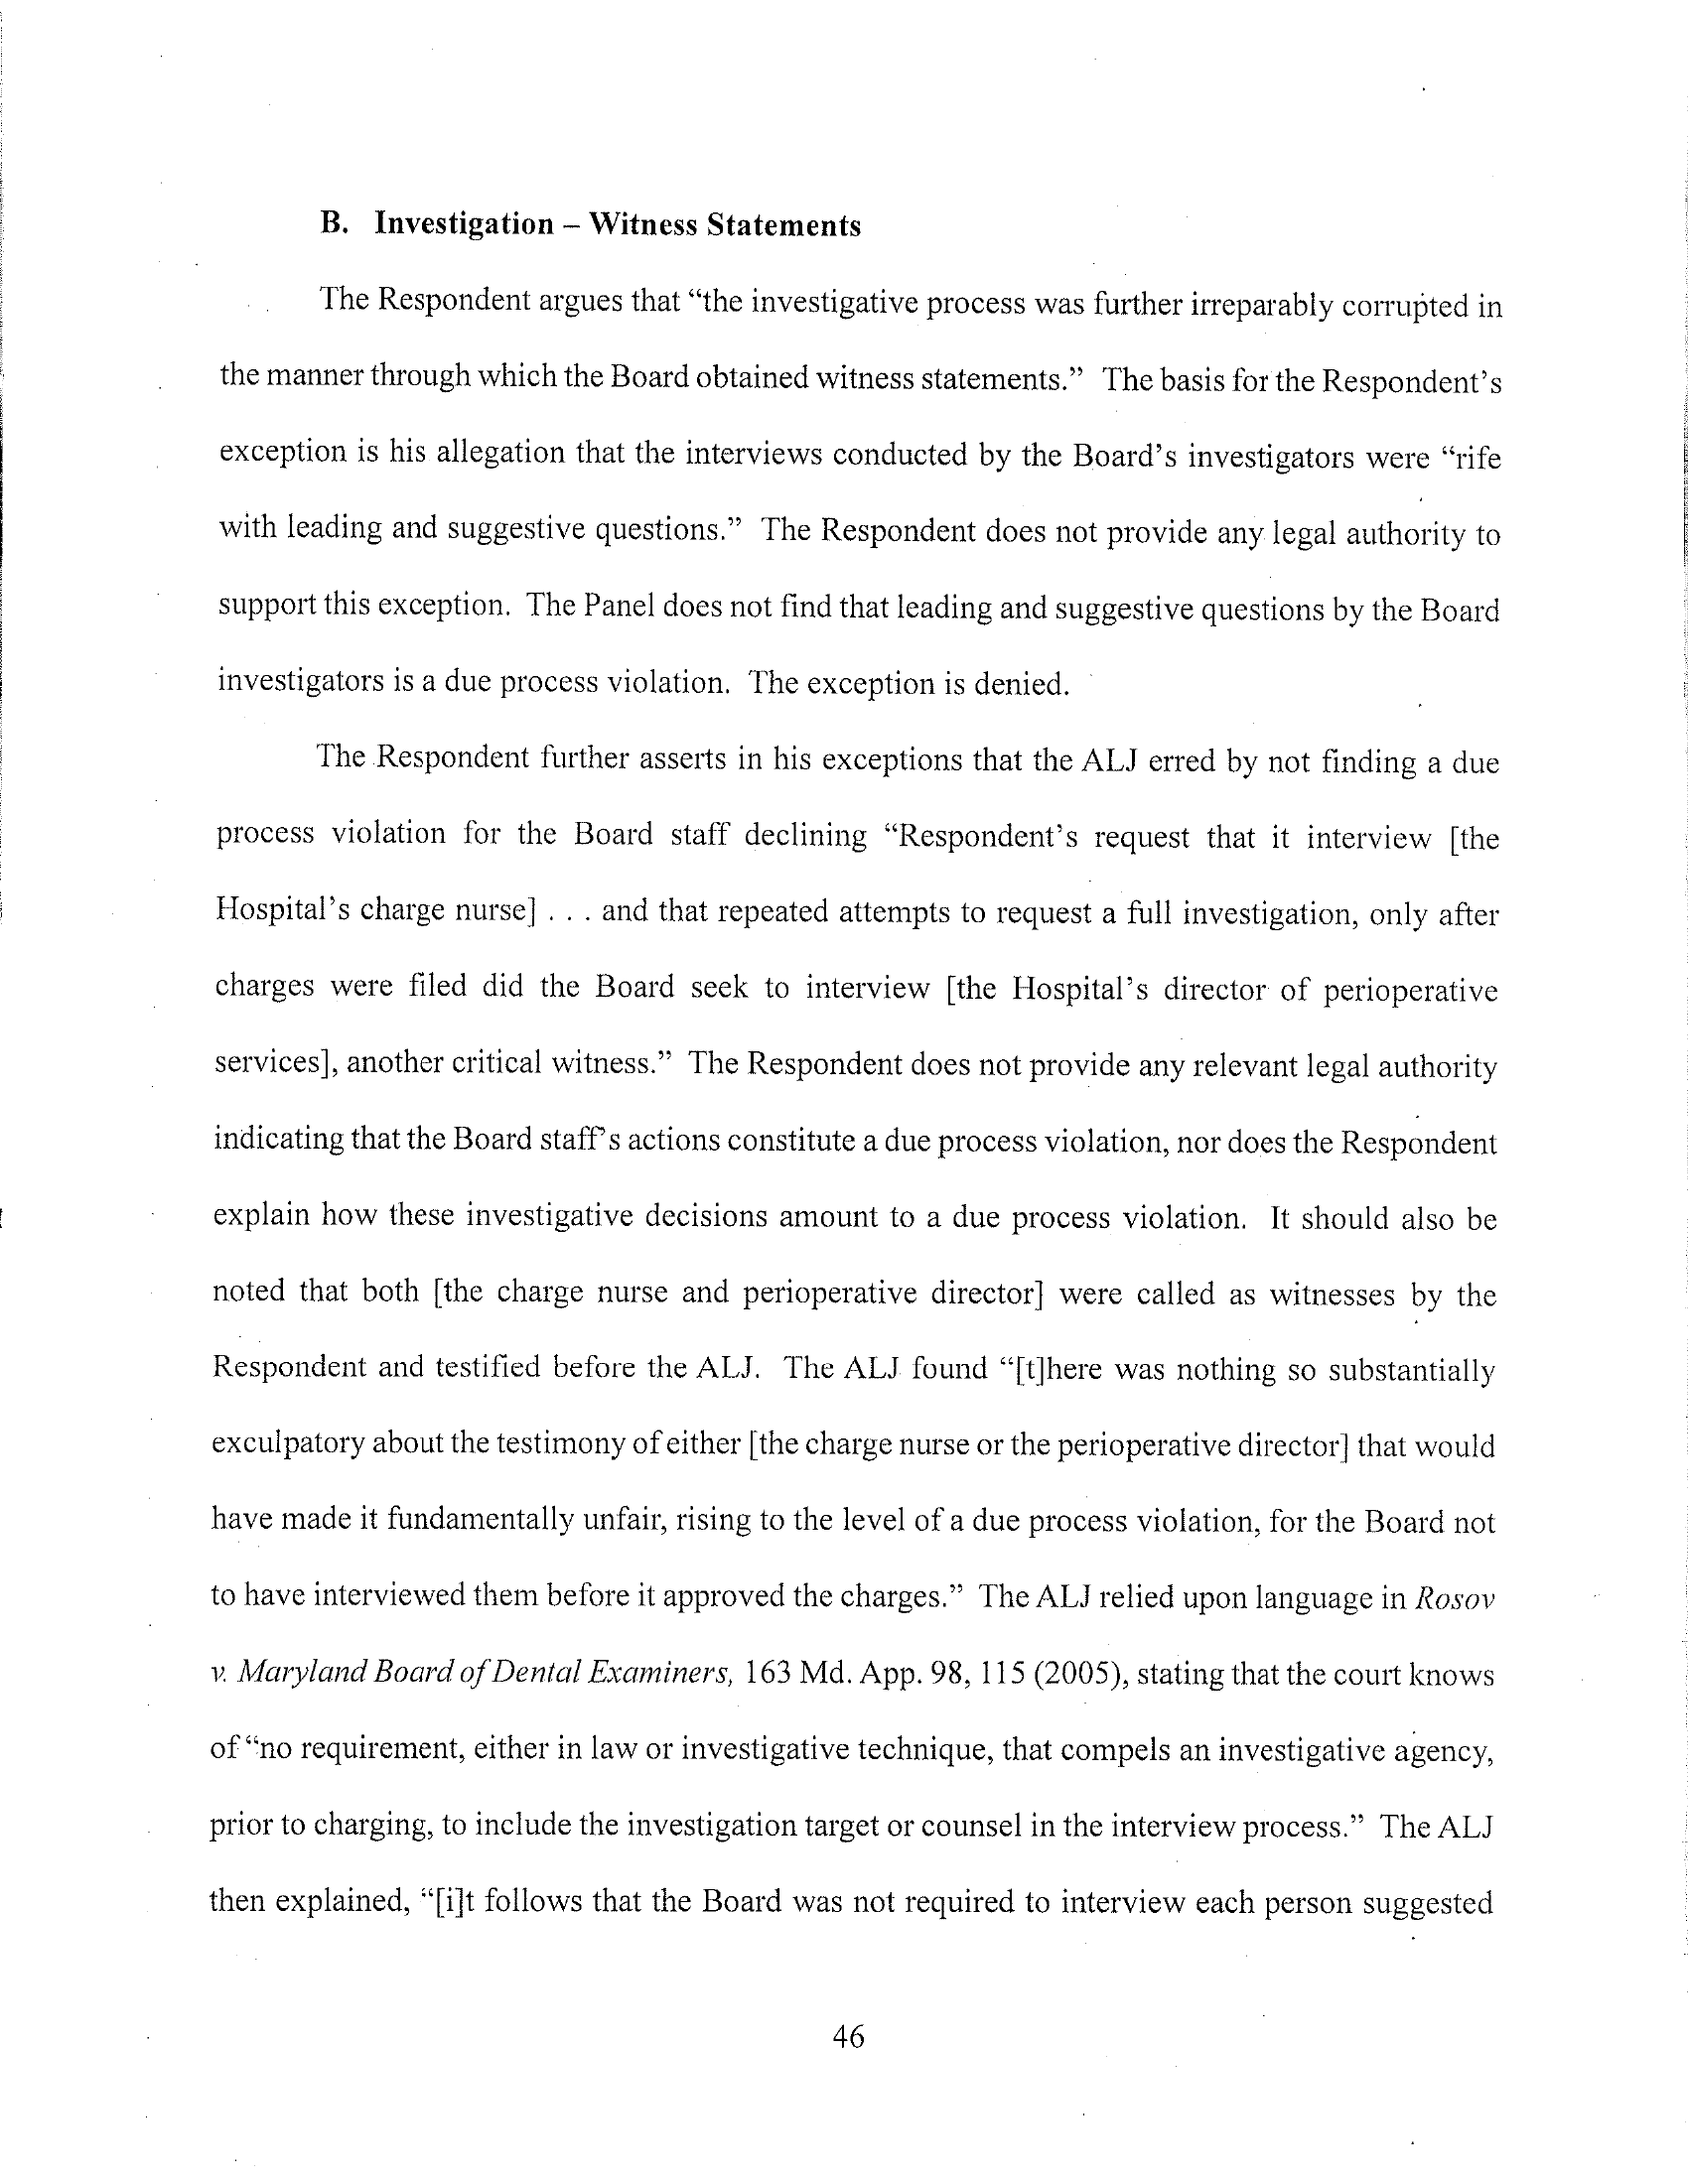 B. Investigation – Witness Statements
The Respondent argues that “the investigative process was further irreparably corrupted in
the manner through which the Board obtained witness statements.” The basis for the Respondent’s
exception is his allegation that the interviews conducted by the Board’s investigators were “rife
with leading and suggestive questions.” The Respondent does not provide any legal authority to
support this exception. The Panel does not find that leading and suggestive questions by the Board
investigators is a due process violation. The exception is denied.
The Respondent further asserts in his exceptions that the ALJ erred by not finding a due
process violation for the Board staff declining “Respondent’s request that it interview [the
Hospital’s charge nurse] . . . and that repeated attempts to request a full investigation, only after
charges were filed did the Board seek to interview [the Hospital’s director of perioperative
services], another critical witness.” The Respondent does not provide any relevant legal authority
indicating that the Board staff’s actions constitute a due process violation, nor does the Respondent
explain how these investigative decisions amount to a due process violation. It should also be
noted that both [the charge nurse and perioperative director] were called as witnesses by the
Respondent and testified before the ALJ. The ALJ found “[t]here was nothing so substantially
exculpatory about the testimony of either [the charge nurse or the perioperative director] that would
have made it fundamentally unfair, rising to the level of a due process violation, for the Board not
to have interviewed them before it approved the charges.” The ALJ relied upon language in Rosov
v. Maryland Board of Dental Examiners, 163 Md. App. 98, 115 (2005), stating that the court knows
of “no requirement, either in law or investigative technique, that compels an investigative agency,
prior to charging, to include the investigation target or counsel in the interview process.” The ALJ
then explained, “[i]t follows that the Board was not required to interview each person suggested
46